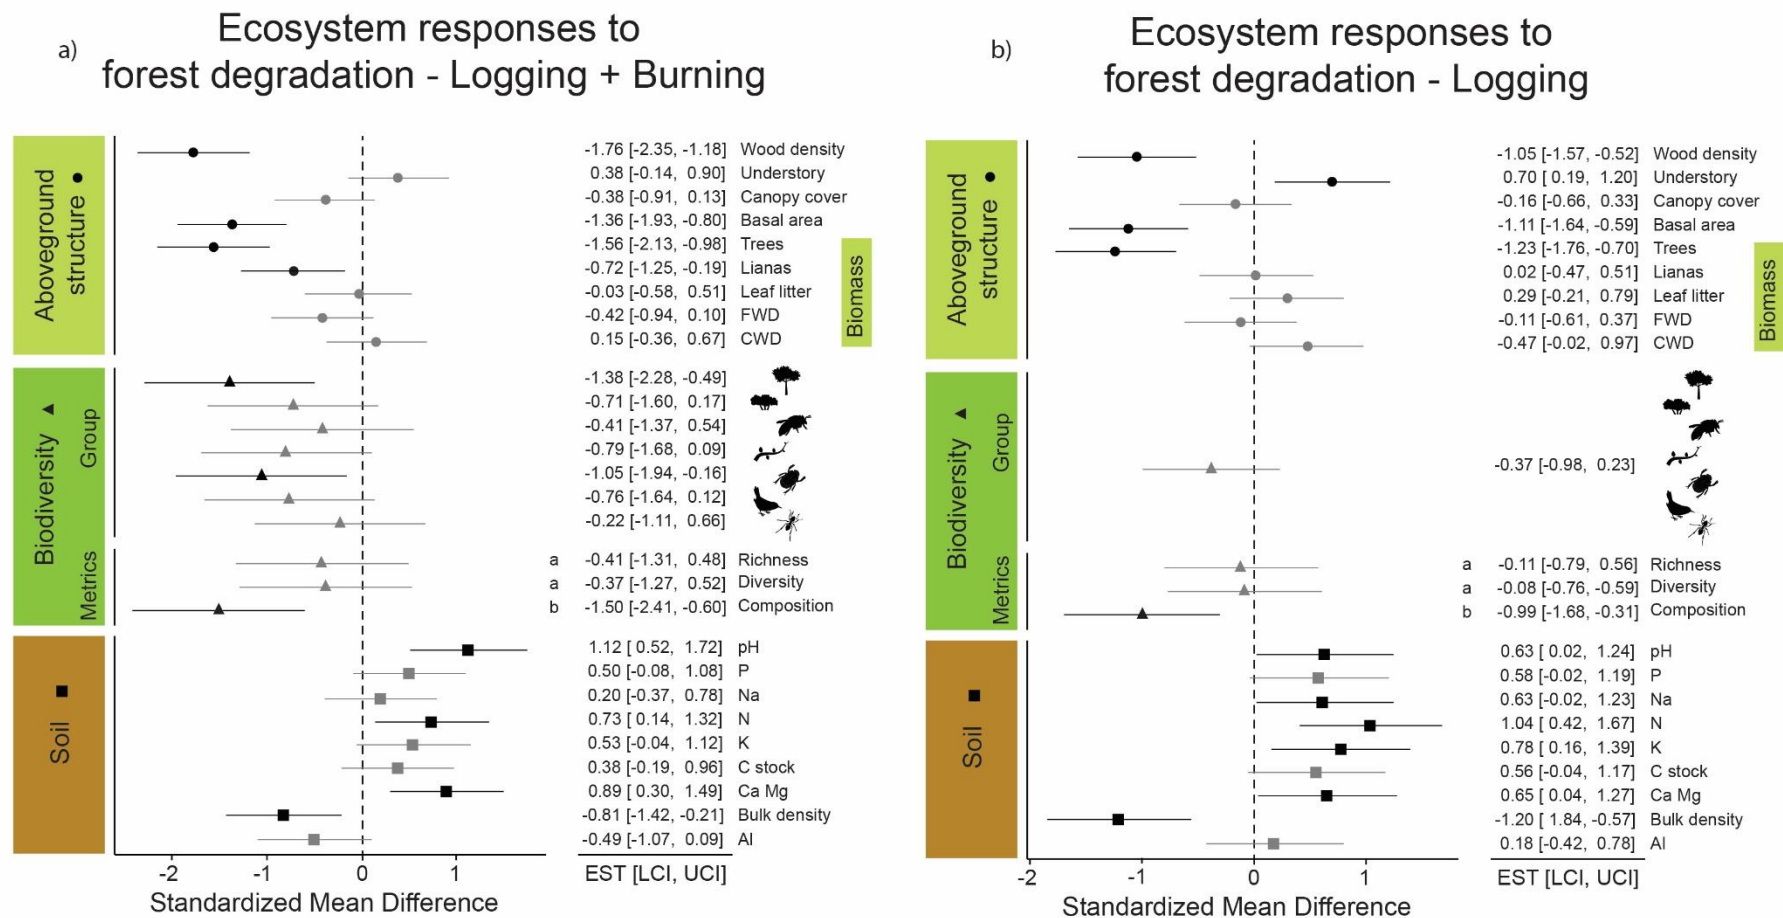 a)
Ecosystem responses to
forest degradation - Logging + Burning
Aboveground
structure
Biomass
-1.76 [-2.35, -1.18] Wood density
0.38 [-0.14, 0.90] Understory
-0.38 [-0.91, 0.13] Canopy cover
-1.36 [-1.93, -0.80] Basal area
-1.56 [-2.13, -0.98] Trees
-0.72 [-1.25, -0.19] Lianas
-0.03 [-0.58, 0.51] Leaf litter
-0.42 [-0.94, 0.10] FWD
0.15 [-0.36, 0.67] CWD
Biodiversity
Group
-1.38 [-2.28, -0.49]
-0.71 [-1.60, 0.17]
-0.41 [-1.37, 0.54]
-0.79 [-1.68, 0.09]
-1.05 [-1.94, -0.16]
-0.76 [-1.64, 0.12]
-0.22 [-1.11, 0.66]
Metrics
a -0.41 [-1.31, 0.48] Richness
a -0.37 [-1.27, 0.52] Diversity
b -1.50 [-2.41, -0.60] Composition
Soil
1.12 [ 0.52, 1.72] pH
0.50 [-0.08, 1.08] P
0.20 [-0.37, 0.78] Na
0.73 [ 0.14, 1.32] N
0.53 [-0.04, 1.12] K
0.38 [-0.19, 0.96] C stock
0.89 [ 0.30, 1.49] Ca Mg
-0.81 [-1.42, -0.21] Bulk density
-0.49 [-1.07, 0.09] Al
-2 -1 0 1
EST [LCI, UCI]
Standardized Mean Difference
b)
Ecosystem responses to
forest degradation - Logging
Aboveground
structure
Biomass
-1.05 [-1.57, -0.52] Wood density
0.70 [ 0.19, 1.20] Understory
-0.16 [-0.66, 0.33] Canopy cover
-1.11 [-1.64, -0.59] Basal area
-1.23 [-1.76, -0.70] Trees
0.02 [-0.47, 0.51] Lianas
0.29 [-0.21, 0.79] Leaf litter
-0.11 [-0.61, 0.37] FWD
-0.47 [-0.02, 0.97] CWD
Biodiversity
Group
-0.37 [-0.98, 0.23]
Metrics
a -0.11 [-0.79, 0.56] Richness
a -0.08 [-0.76, -0.59] Diversity
b -0.99 [-1.68, -0.31] Composition
Soil
0.63 [ 0.02, 1.24] pH
0.58 [-0.02, 1.19] P
0.63 [-0.02, 1.23] Na
1.04 [ 0.42, 1.67] N
0.78 [ 0.16, 1.39] K
0.56 [-0.04, 1.17] C stock
0.65 [ 0.04, 1.27] Ca Mg
-1.20 [ 1.84, -0.57] Bulk density
0.18 [-0.42, 0.78] Al
-2 -1 0 1
EST [LCI, UCI]
Standardized Mean Difference